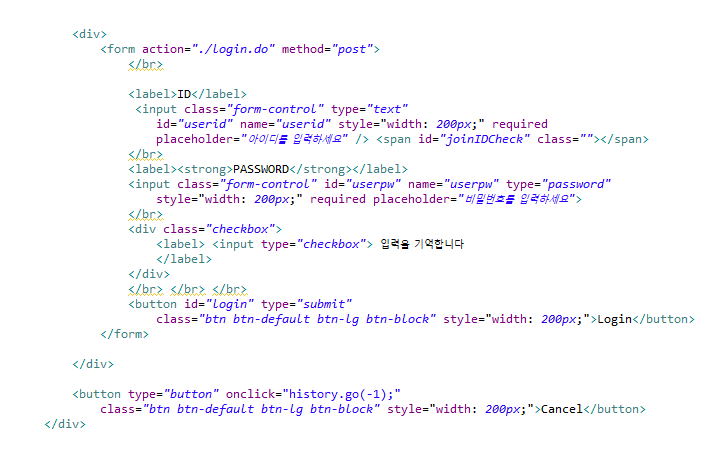 <div>
<form action="./login.do" method="post">
</br>
<label>ID</label>
<input class="form-control" type="text"
id="userid" name="userid" style="width: 200px;" required
placeholder="아이디를 입력하세요" /> <span id="joinIDCheck" class=""></span>
</br>
<label><strong>PASSWORD</strong></label>
<input class="form-control" id="userpw" name="userpw" type="password"
style="width: 200px;" required placeholder="비밀번호를 입력하세요">
</br>
<div class="checkbox">
<label> <input type="checkbox"> 입력을 기억합니다
</label>
</div>
</br> </br> </br>
<button id="login" type="submit"
class="btn btn-default btn-lg btn-block" style="width: 200px;">Login</button>
</form>
</div>
<button type="button" onclick="history.go(-1);"
class="btn btn-default btn-lg btn-block" style="width: 200px;">Cancel</button>
</div>